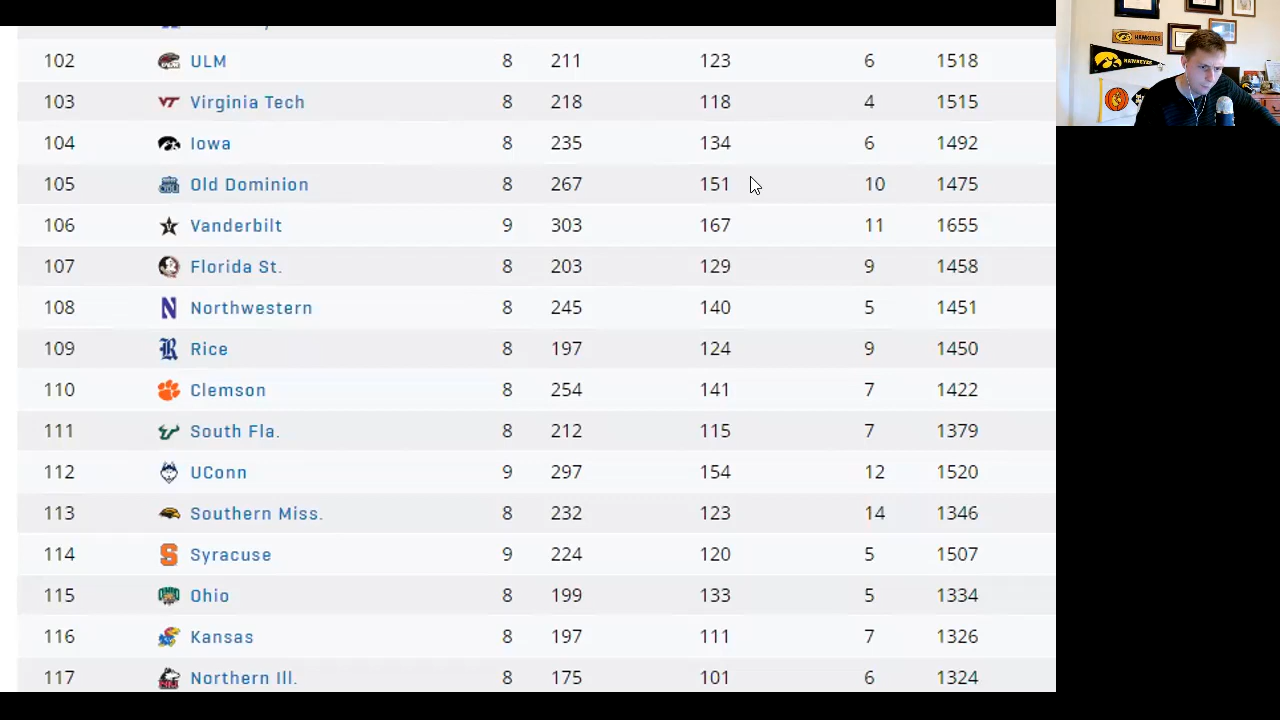 102 ULM 8 211 123 6 1518
103 Virginia Tech 8 218 118 4 1515
104 Iowa 8 235 134 6 1492
105 Old Dominion 8 267 151 10 1475
106 Vanderbilt 9 303 167 11 1655
107 Florida St. 8 203 129 9 1458
108 Northwestern 8 245 140 5 1451
109 Rice 8 197 124 9 1450
110 Clemson 8 254 141 7 1422
111 South Fla. 8 212 115 7 1379
112 UConn 9 297 154 12 1520
113 Southern Miss. 8 232 123 14 1346
114 Syracuse 9 224 120 5 1507
115 Ohio 8 199 133 5 1334
116 Kansas 8 197 111 7 1326
117 Northern Ill. 8 175 101 6 1324
HAWKEYES
HAWKEYES